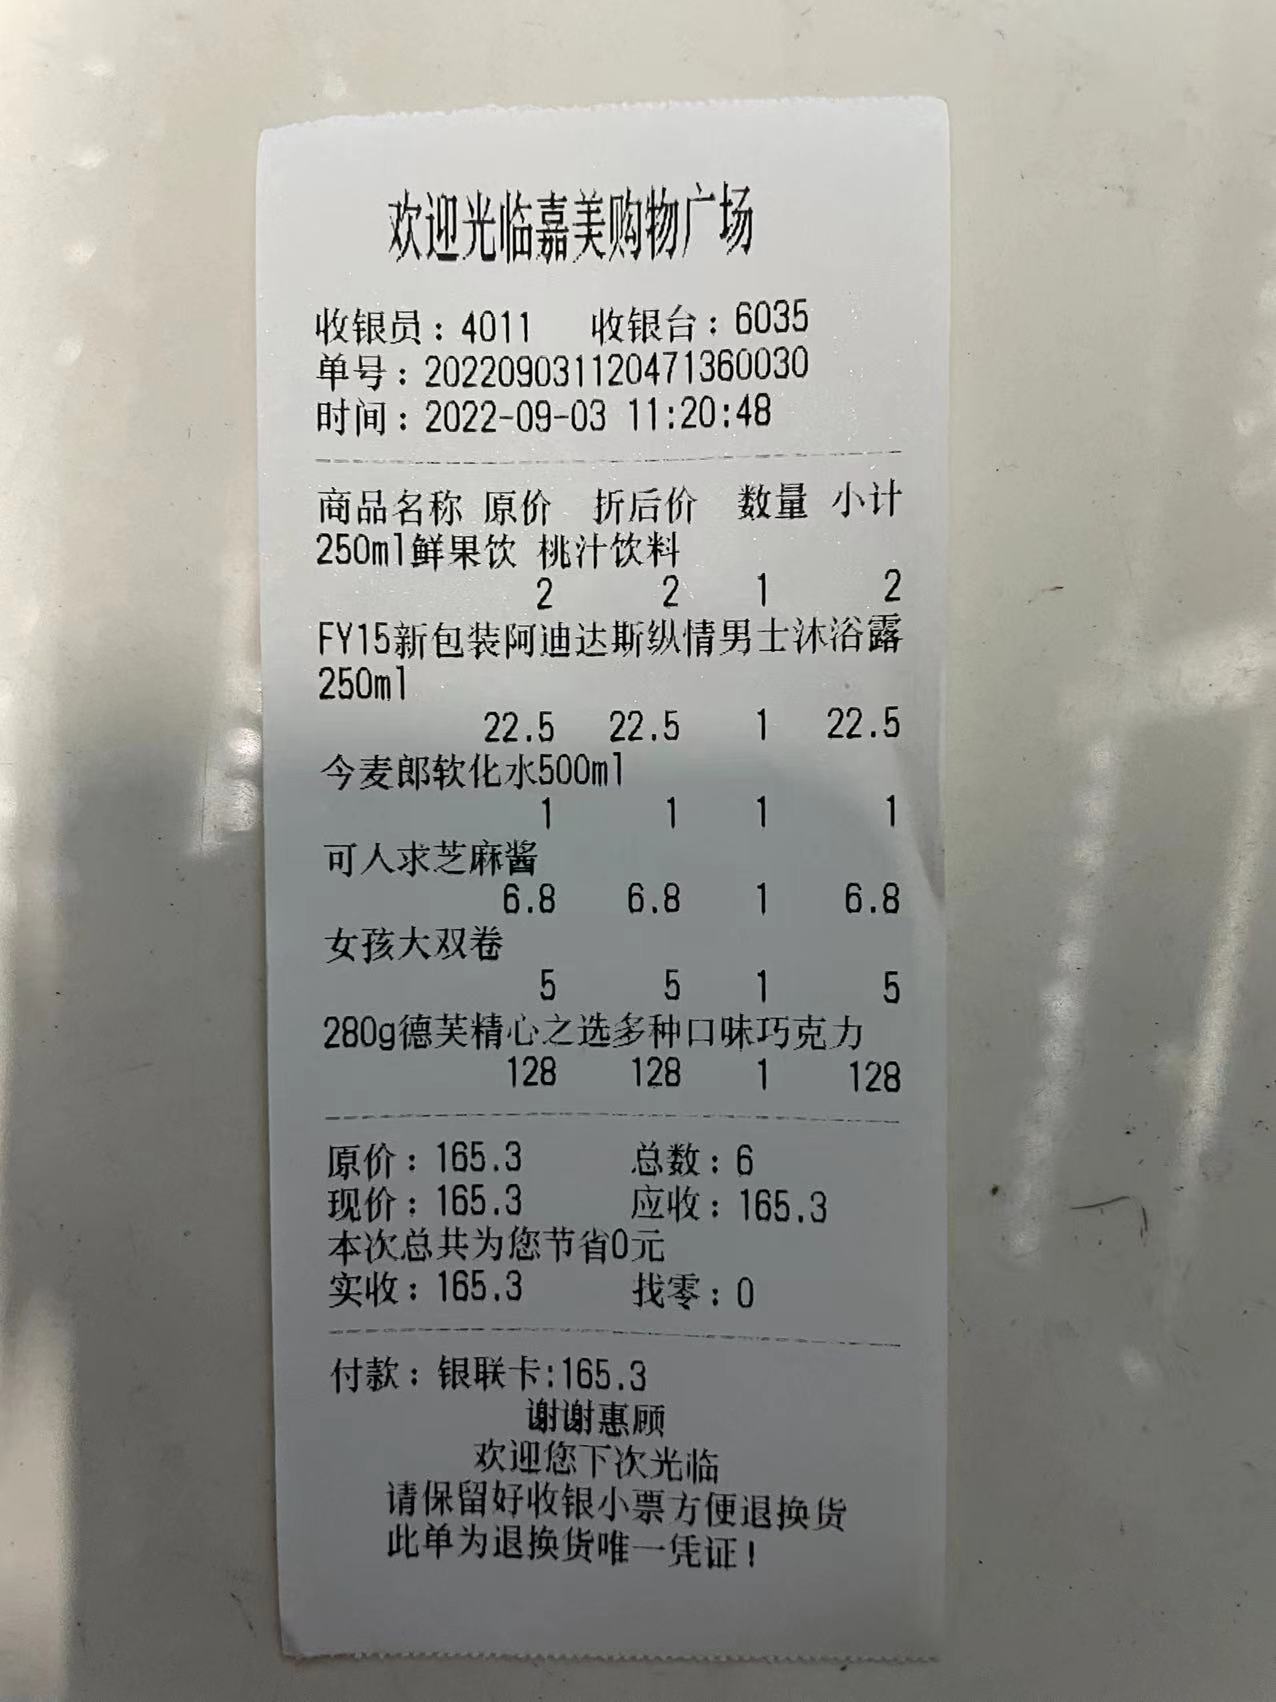 欢迎光临嘉美购物广场
收银员：4011 收银台：6035
单号：202209031120471360030
时间：2022-09-03 11:20:48
商品名称 原价 折后价 数量 小计
250ml鲜果饮 桃汁饮料
2 2 1 2
FY15新包装阿迪达斯纵情男士沐浴露
250ml
22.5 22.5 1 22.5
今麦郎软化水500ml
1 1 1 1
可人求芝麻酱
6.8 6.8 1 6.8
女孩大双卷
5 5 1 5
280g德芙精心之选多种口味巧克力
128 128 1 128
原价：165.3 总数：6
现价：165.3 应收：165.3
本次总共为您节省0元
实收：165.3 找零：0
付款：银联卡:165.3
谢谢惠顾
欢迎您下次光临
请保留好收银小票方便退换货
此单为退换货唯一凭证！